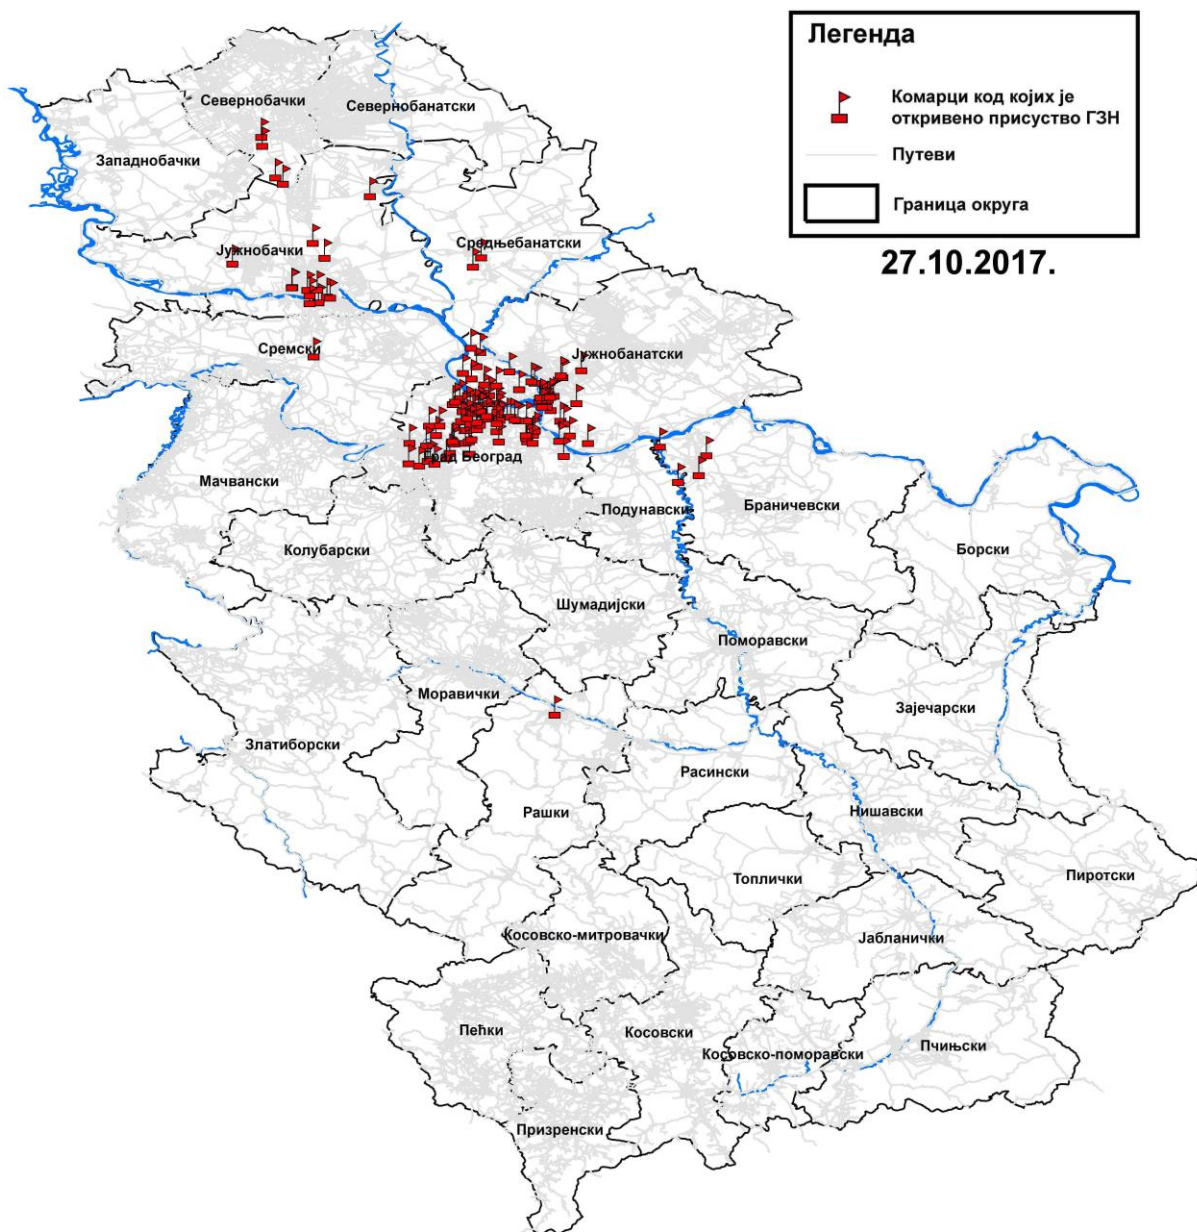 Легенда
Комарци код којих је
откривено присуство ГЗН
Путеви
Граница округа
27.10.2017.
Севернобачки
Севернобанатски
Западнобачки
Јужнобачки
Средњебанатски
Сремски
Јужнобанатски
Град Београд
Мачвански
Подунавски
Браничевски
Колубарски
Борски
Шумадијски
Поморавски
Моравички
Зајечарски
Златиборски
Расински
Рашки
Нишавски
Топлички
Пиротски
Косовско-митровачки
Јабланички
Пећки
Косовски
Косовско-поморавски
Пчињски
Призренски